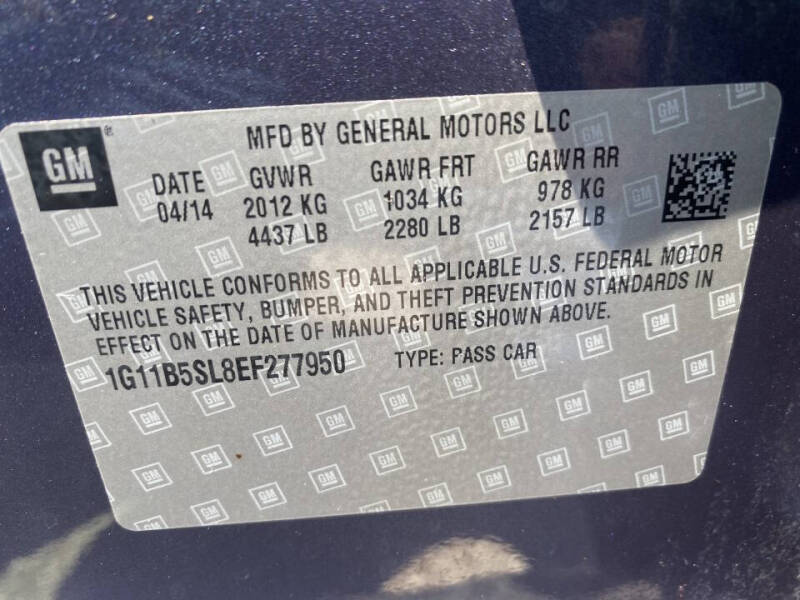 GM ®
MFD BY GENERAL MOTORS LLC
DATE GVWR GAWR FRT GAWR RR
04/14 2012 KG 1034 KG 978 KG
4437 LB 2280 LB 2157 LB
THIS VEHICLE CONFORMS TO ALL APPLICABLE U.S. FEDERAL MOTOR
VEHICLE SAFETY, BUMPER, AND THEFT PREVENTION STANDARDS IN
EFFECT ON THE DATE OF MANUFACTURE SHOWN ABOVE.
1G11B5SL8EF277950 TYPE: PASS CAR